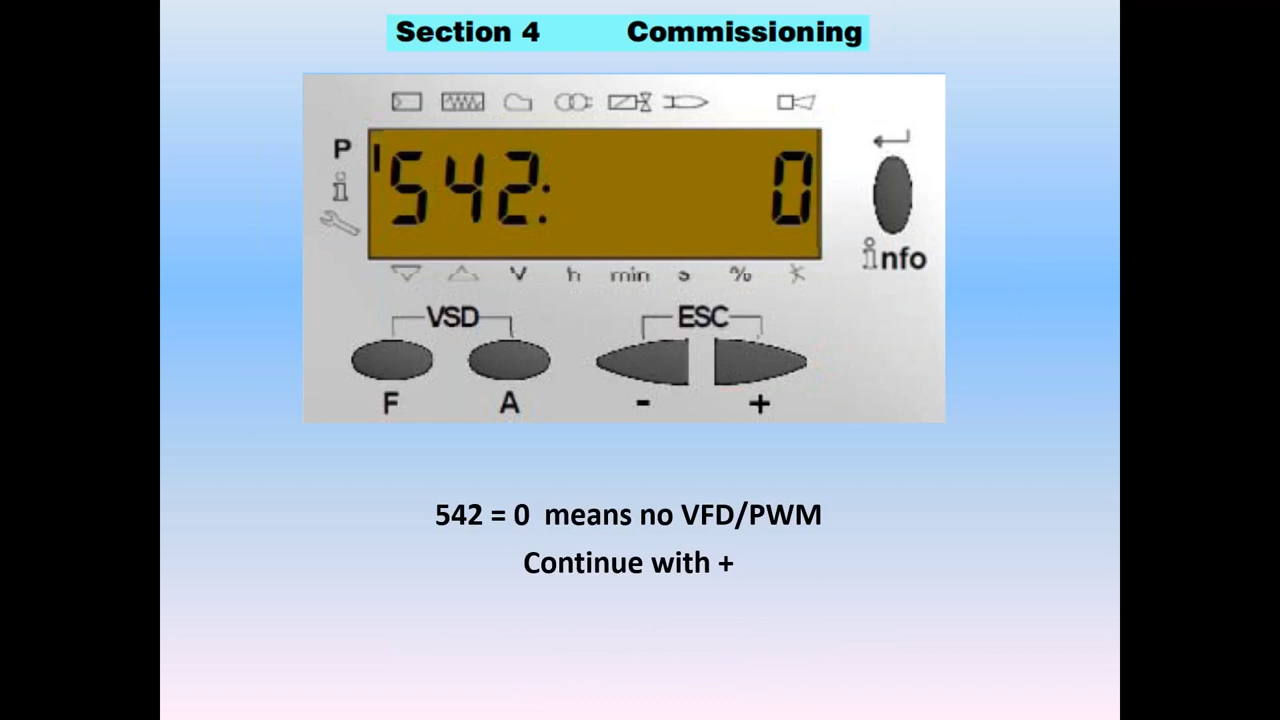 Section 4 Commissioning
P
542: 0
info
V h min s %
VSD ESC
F A - +
542 = 0 means no VFD/PWM
Continue with +